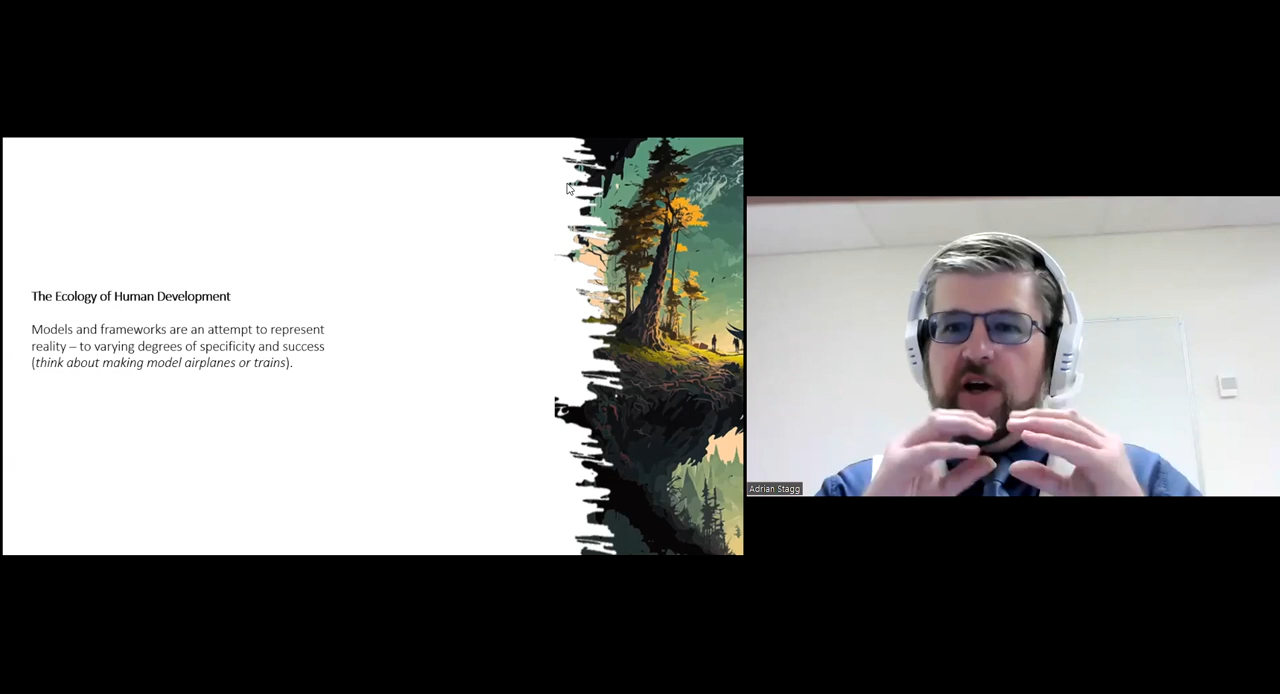 The Ecology of Human Development
Models and frameworks are an attempt to represent
reality – to varying degrees of specificity and success
(think about making model airplanes or trains).
Adrian Stagg